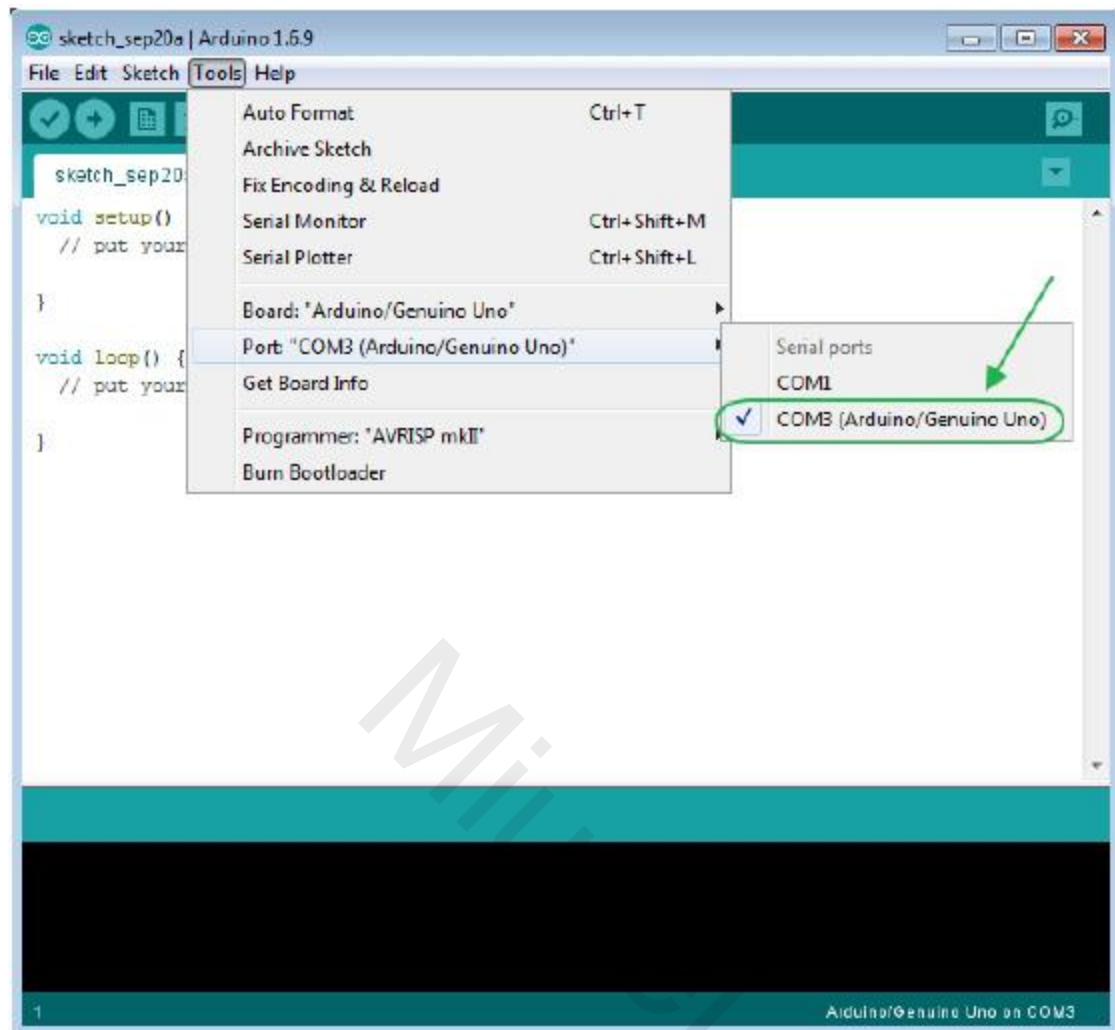 sketch_sep20a | Arduino 1.6.9
File Edit Sketch Tools Help
Auto Format Ctrl+T
Archive Sketch
sketch_sep20
Fix Encoding & Reload
void setup()
Serial Monitor Ctrl+Shift+M
// put your
Serial Plotter Ctrl+Shift+L
}
Board: "Arduino/Genuino Uno"
Port: "COM3 (Arduino/Genuino Uno)"
Serial ports
void loop() {
Get Board Info
COM1
// put your
COM3 (Arduino/Genuino Uno)
Programmer: "AVRISP mkII"
}
Burn Bootloader
1
Arduino/Genuino Uno on COM3